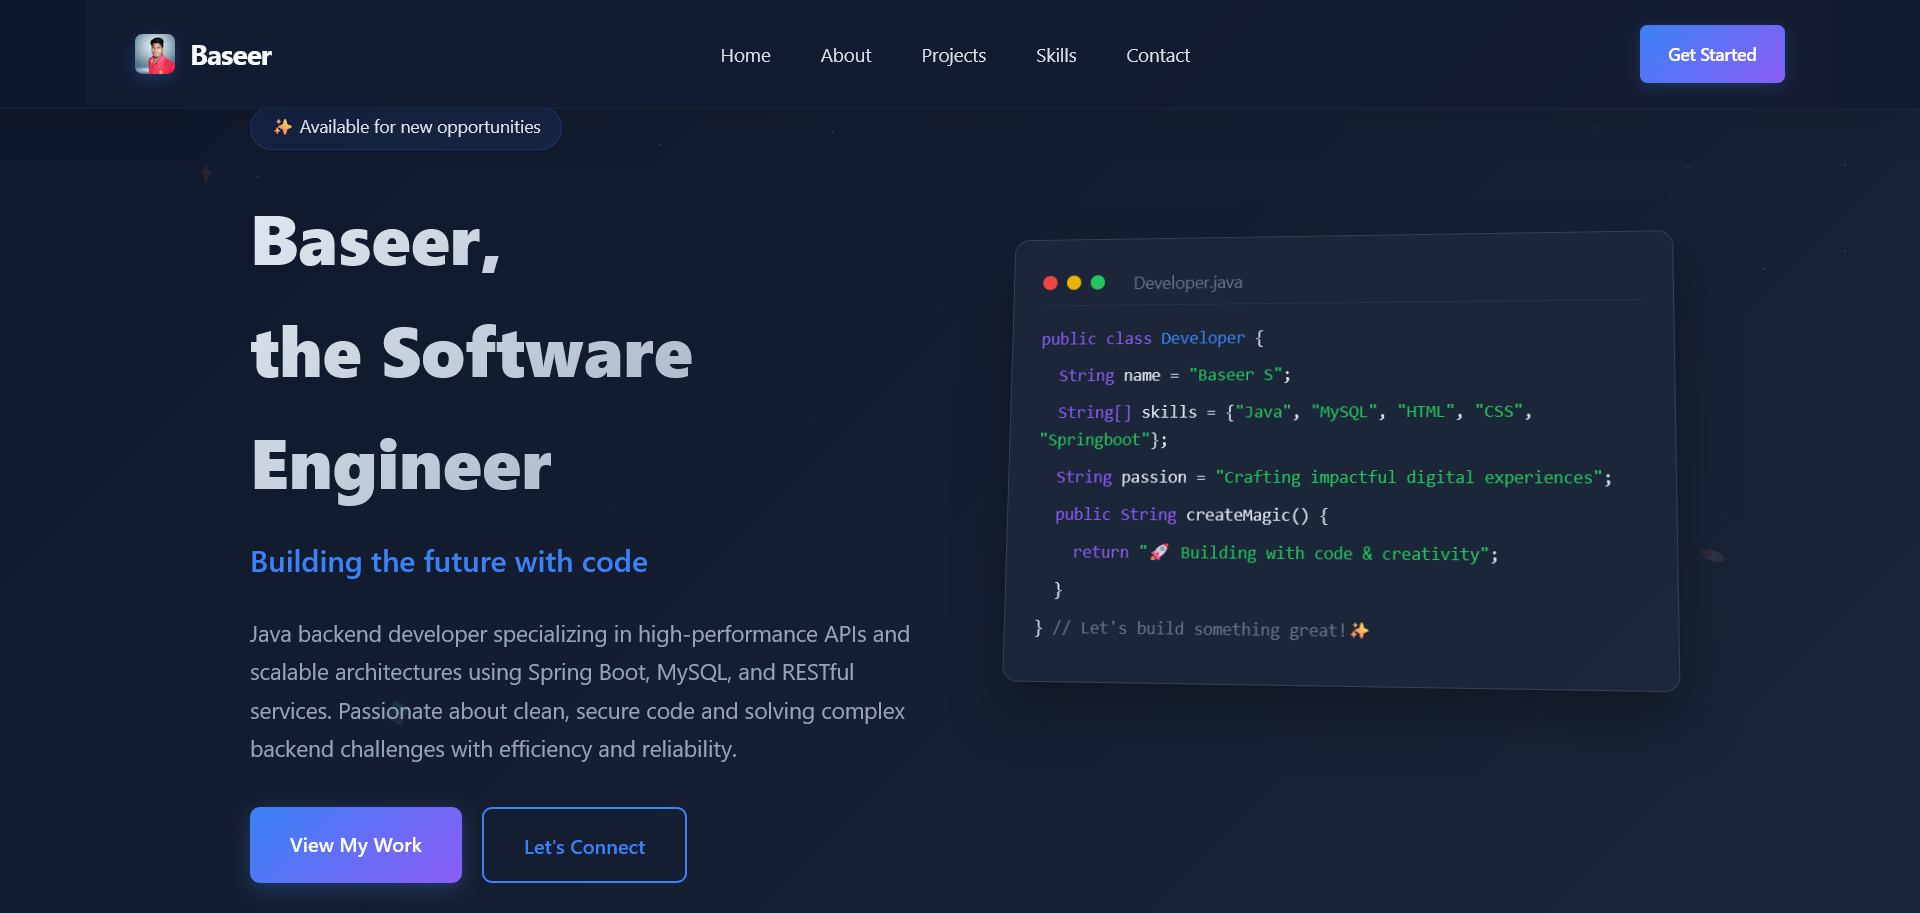 Baseer
Home
About
Projects
Skills
Contact
Get Started
✨ Available for new opportunities
Baseer,
the Software
Engineer
Building the future with code
Java backend developer specializing in high-performance APIs and
scalable architectures using Spring Boot, MySQL, and RESTful
services. Passionate about clean, secure code and solving complex
backend challenges with efficiency and reliability.
View My Work
Let's Connect
Developer.java
public class Developer {
String name = "Baseer S";
String[] skills = {"Java", "MySQL", "HTML", "CSS",
"Springboot"};
String passion = "Crafting impactful digital experiences";
public String createMagic() {
return "🚀 Building with code & creativity";
}
} // Let's build something great!✨